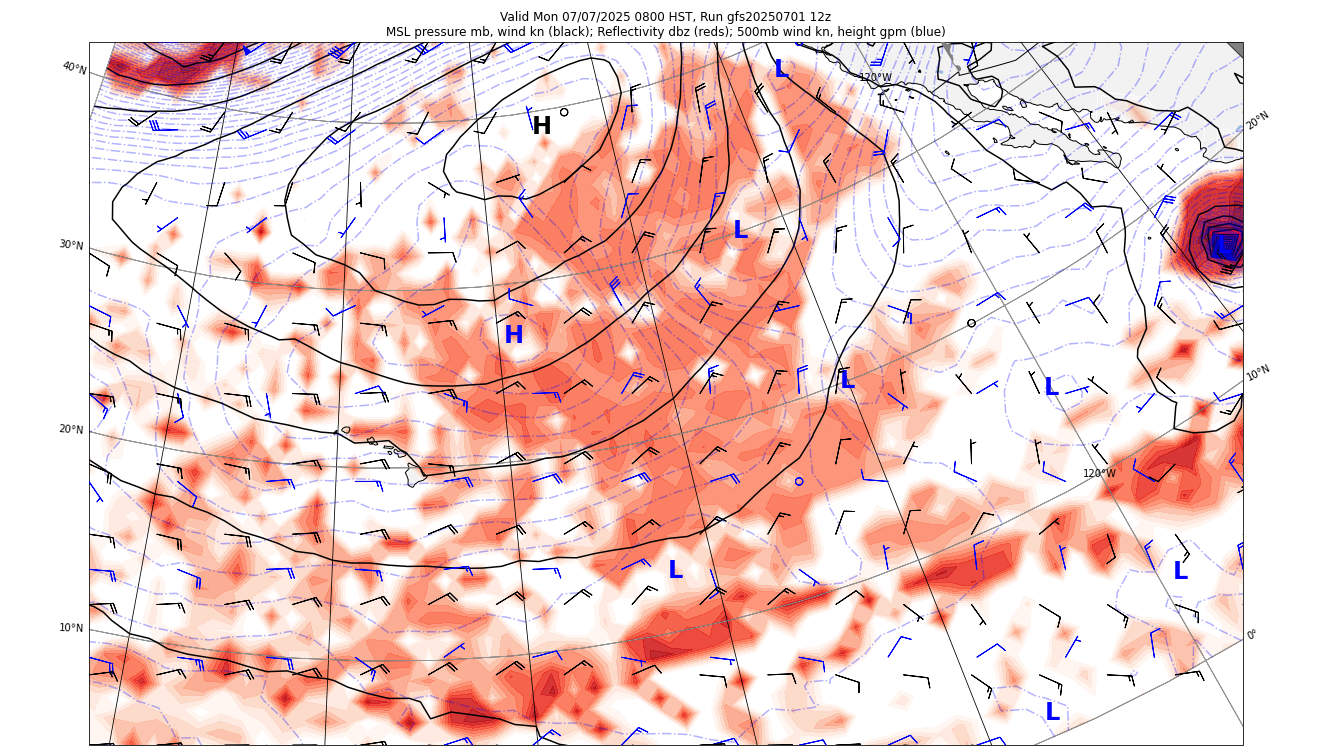 Valid Mon 07/07/2025 0800 HST, Run gfs20250701 12z
MSL pressure mb, wind kn (black); Reflectivity dbz (reds); 500mb wind kn, height gpm (blue)
40°N
L
120°W
H
20°N
30°N
L
L
H
L
L
10°N
20°N
120°W
L
L
10°N
0°
L